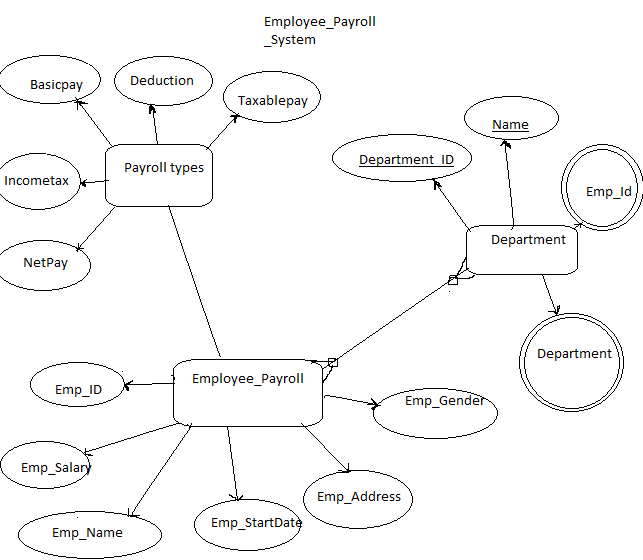 Employee_Payroll
_System
Basicpay
Deduction
Taxablepay
Payroll types
Incometax
NetPay
Name
Department_ID
Emp_Id
Department
Department
Employee_Payroll
Emp_ID
Emp_Gender
Emp_Salary
Emp_Address
Emp_Name
Emp_StartDate